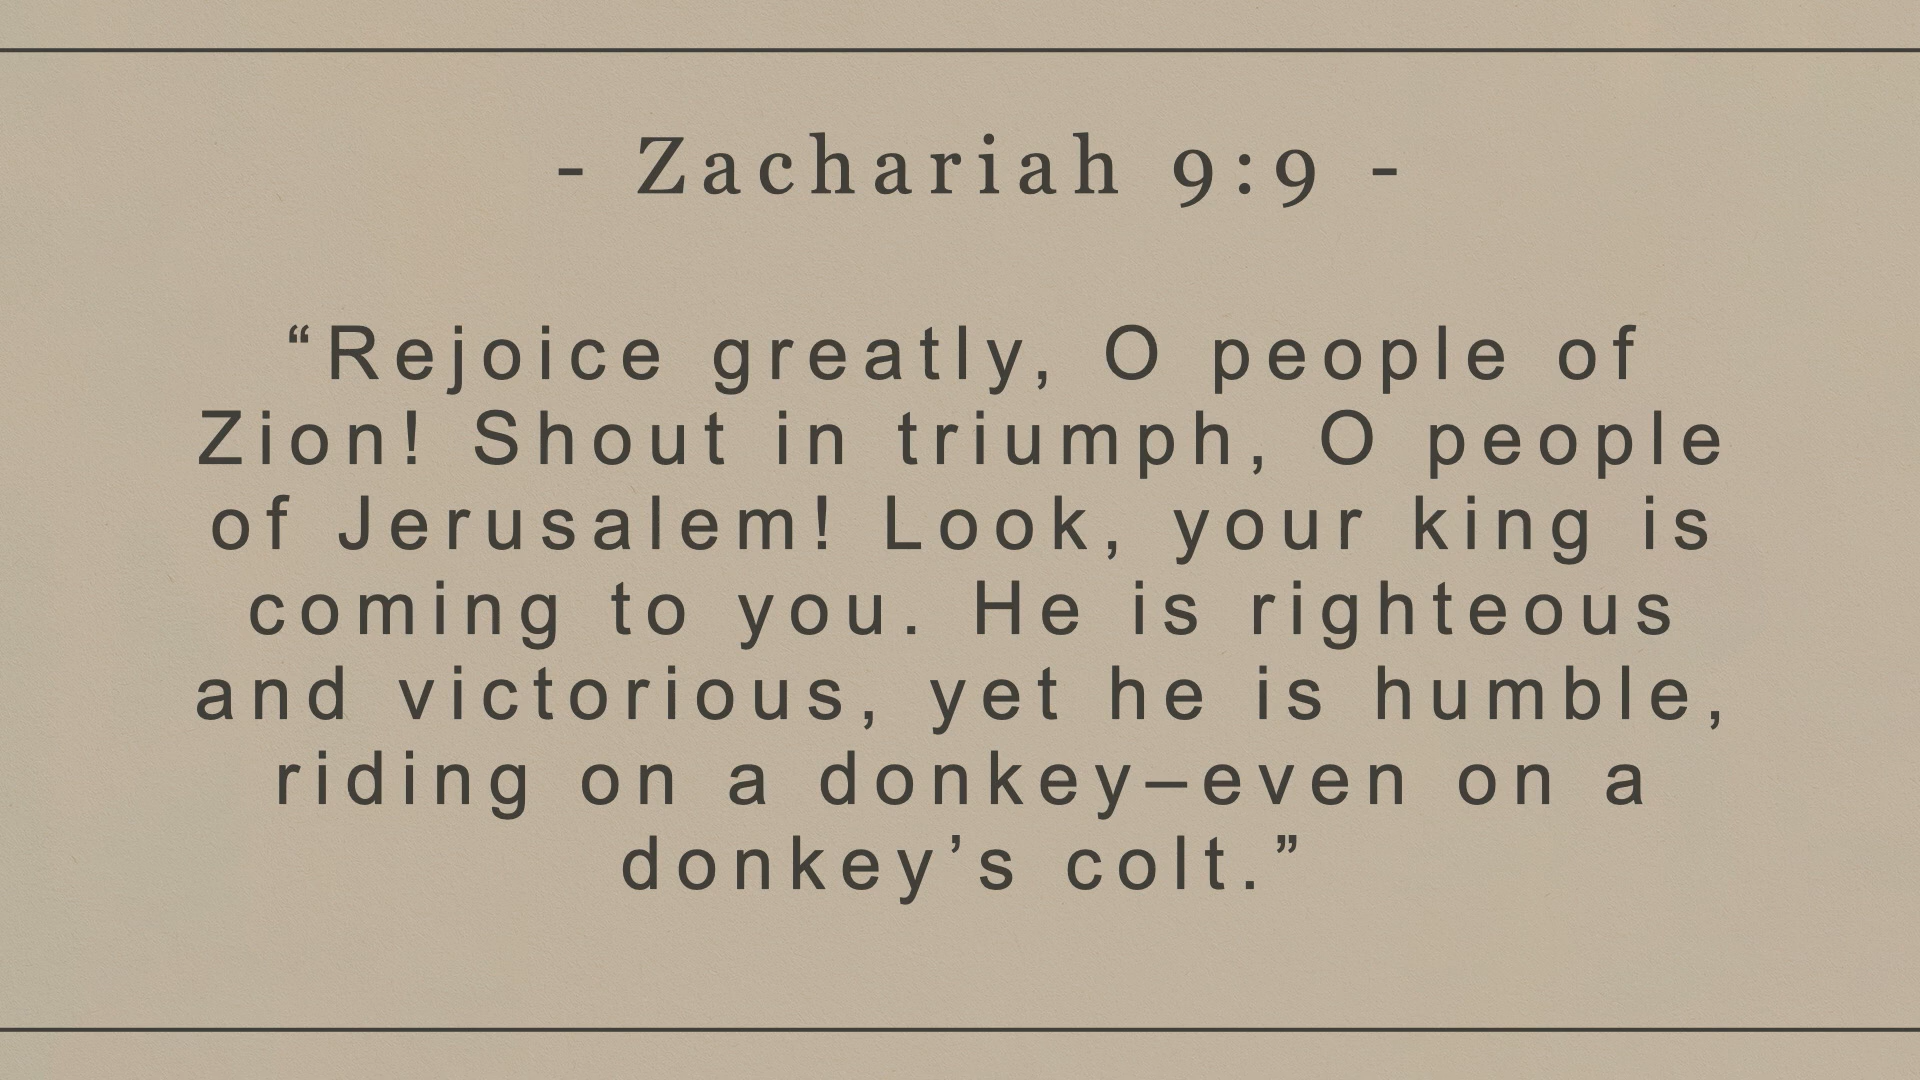 - Zachariah 9:9 -
“Rejoice greatly, O people of
Zion! Shout in triumph, O people
of Jerusalem! Look, your king is
coming to you. He is righteous
and victorious, yet he is humble,
riding on a donkey—even on a
donkey’s colt.”